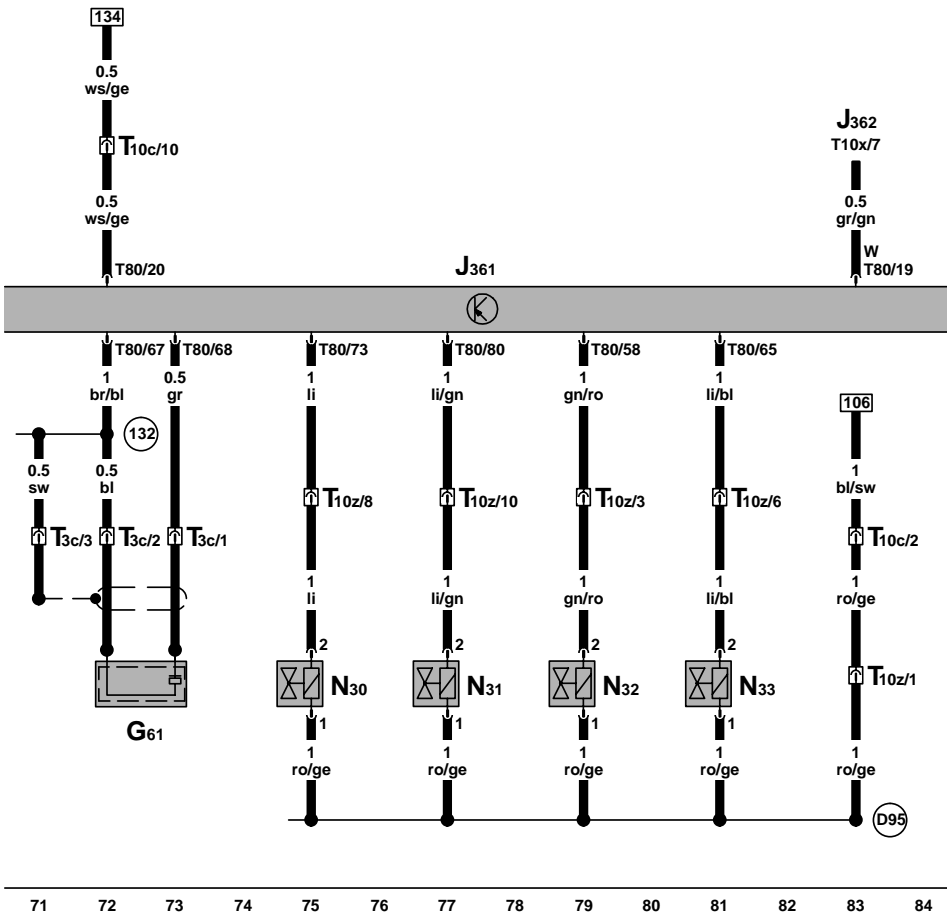 134
0.5
ws/ge
T10c/10
0.5
ws/ge
T80/20
J361
J362
T10x/7
0.5
gr/gn
W
T80/19
T80/67
T80/68
T80/73
T80/80
T80/58
T80/65
1
br/bl
0.5
gr
1
li
1
li/gn
1
gn/ro
1
li/bl
132
106
0.5
sw
0.5
bl
1
bl/sw
T10z/8
T10z/10
T10z/3
T10z/6
T3c/3
T3c/2
T3c/1
T10c/2
1
li
1
li/gn
1
gn/ro
1
li/bl
1
ro/ge
2
2
2
2
N30
N31
N32
N33
T10z/1
G61
1
1
1
1
1
ro/ge
1
ro/ge
1
ro/ge
1
ro/ge
1
ro/ge
D95
71 72 73 74 75 76 77 78 79 80 81 82 83 84